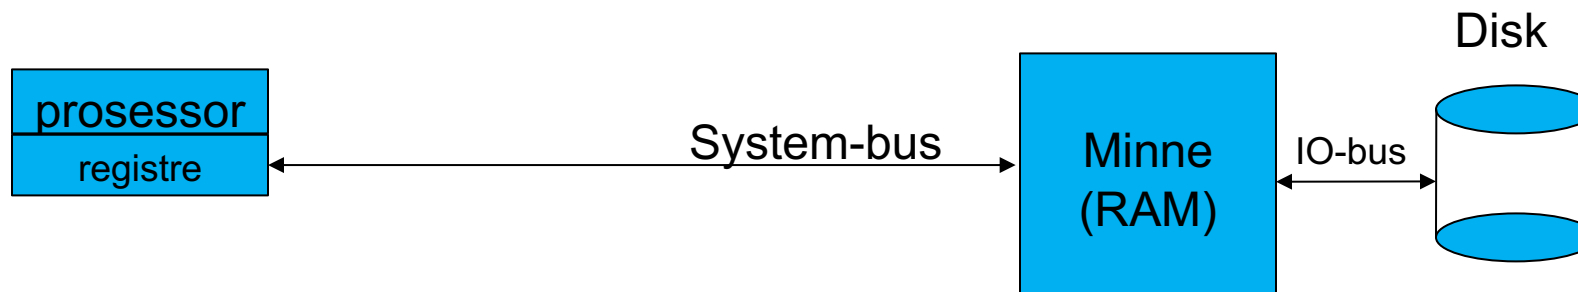 prosessor
registre
System-bus
Minne
(RAM)
IO-bus
Disk